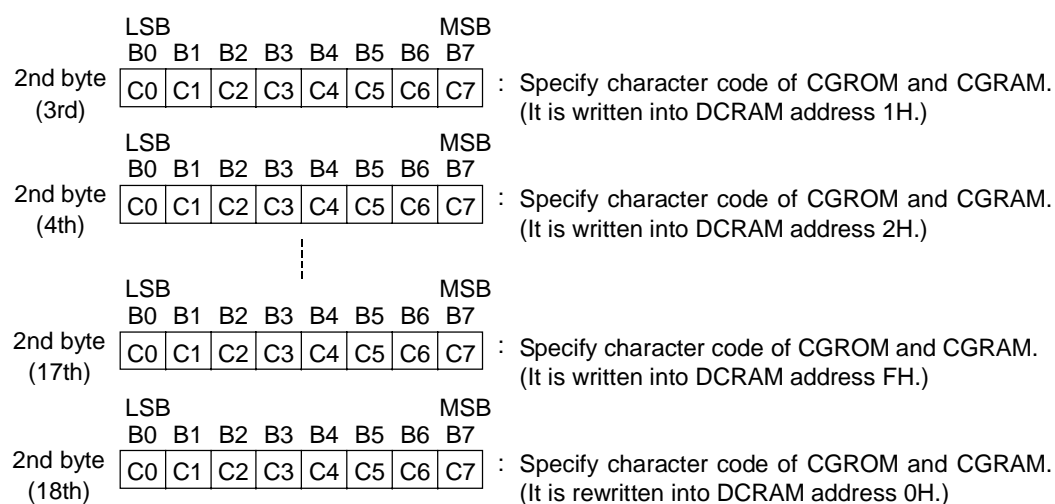 LSB MSB
B0 B1 B2 B3 B4 B5 B6 B7
2nd byte (3rd) C0 C1 C2 C3 C4 C5 C6 C7 : Specify character code of CGROM and CGRAM.
(It is written into DCRAM address 1H.)
LSB MSB
B0 B1 B2 B3 B4 B5 B6 B7
2nd byte (4th) C0 C1 C2 C3 C4 C5 C6 C7 : Specify character code of CGROM and CGRAM.
(It is written into DCRAM address 2H.)
LSB MSB
B0 B1 B2 B3 B4 B5 B6 B7
2nd byte (17th) C0 C1 C2 C3 C4 C5 C6 C7 : Specify character code of CGROM and CGRAM.
(It is written into DCRAM address FH.)
LSB MSB
B0 B1 B2 B3 B4 B5 B6 B7
2nd byte (18th) C0 C1 C2 C3 C4 C5 C6 C7 : Specify character code of CGROM and CGRAM.
(It is rewritten into DCRAM address 0H.)